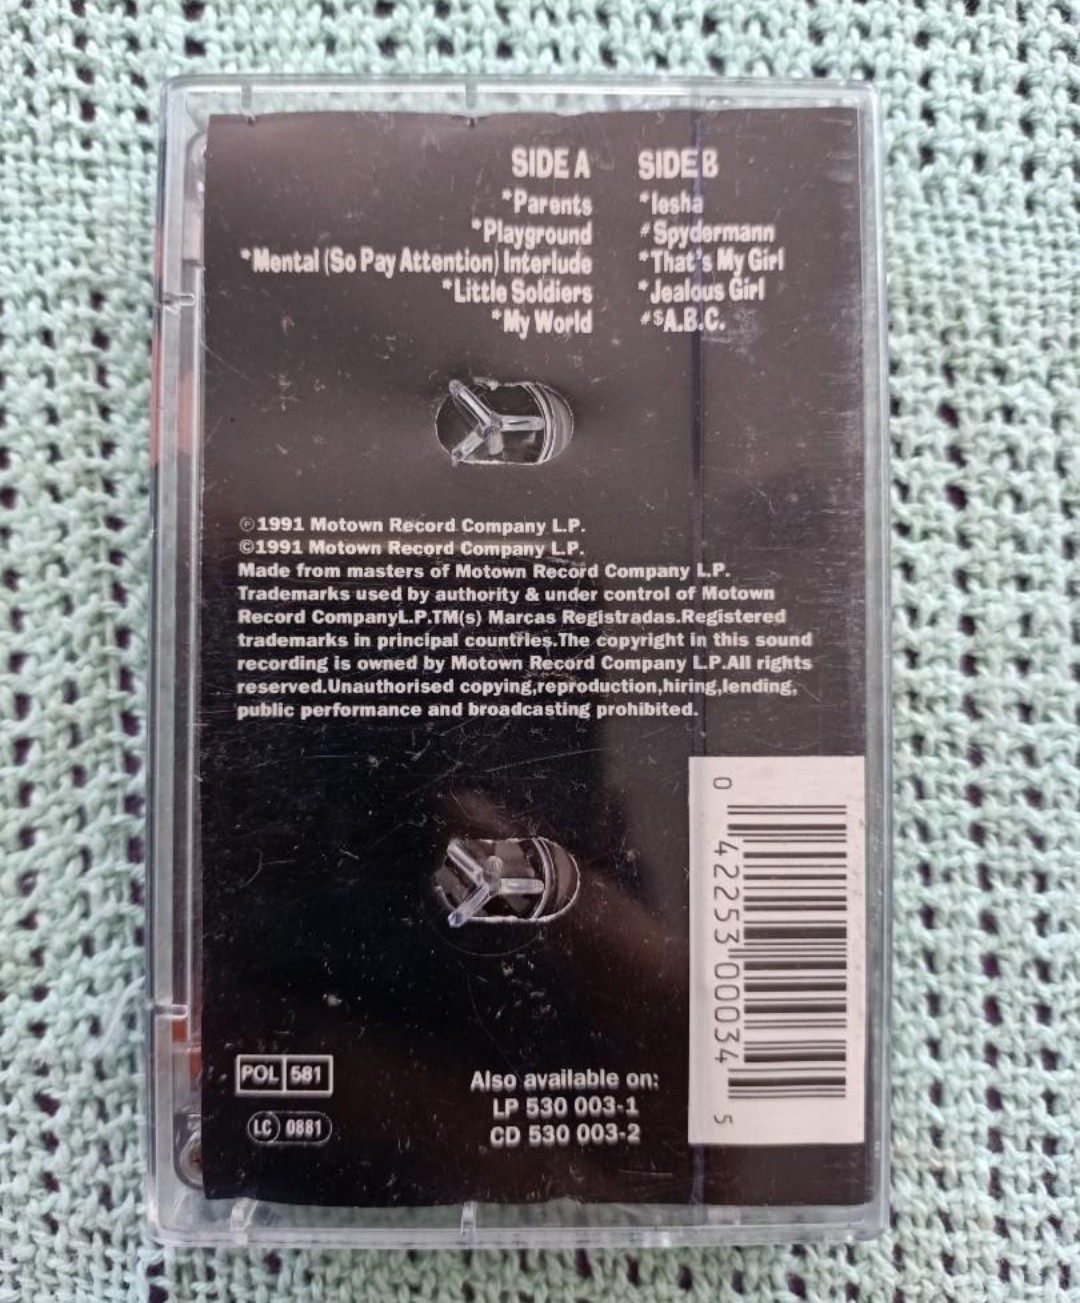 SIDE A
*Parents
*Playground
*Mental (So Pay Attention) Interlude
*Little Soldiers
*My World
SIDE B
*Iesha
#Spydermann
*That's My Girl
*Jealous Girl
#$A.B.C.
℗1991 Motown Record Company L.P.
©1991 Motown Record Company L.P.
Made from masters of Motown Record Company L.P.
Trademarks used by authority & under control of Motown
Record CompanyL.P.TM(s) Marcas Registradas.Registered
trademarks in principal countries.The copyright in this sound
recording is owned by Motown Record Company L.P.All rights
reserved.Unauthorised copying,reproduction,hiring,lending,
public performance and broadcasting prohibited.
0 42253 00034 5
POL 581
LC 0881
Also available on:
LP 530 003-1
CD 530 003-2